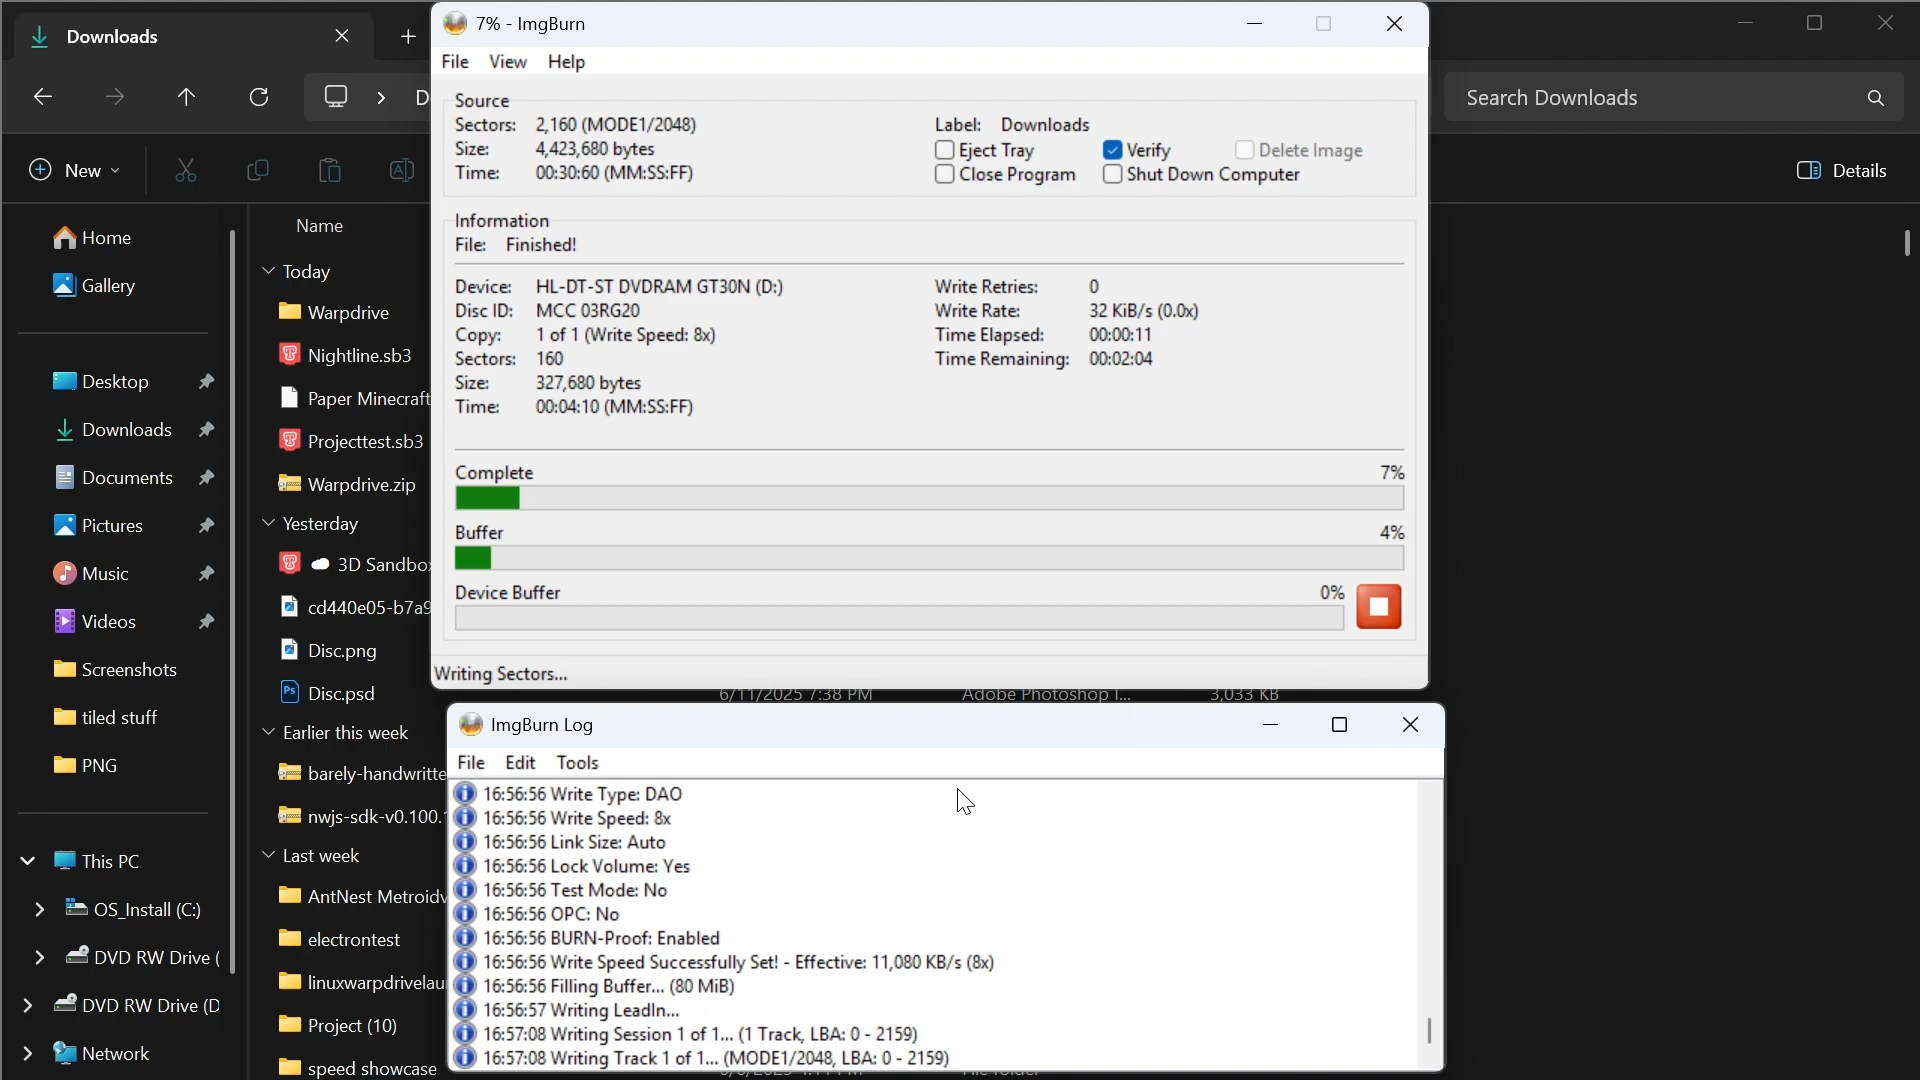 Downloads
D
Search Downloads
New
Details
Home
Gallery
Desktop
Downloads
Documents
Pictures
Music
Videos
Screenshots
tiled stuff
PNG
This PC
OS_Install (C:)
DVD RW Drive (
DVD RW Drive (D
Network
Name
Today
Warpdrive
Nightline.sb3
Paper Minecraft
Projecttest.sb3
Warpdrive.zip
Yesterday
3D Sandbo
cd440e05-b7a9
Disc.png
Disc.psd
6/11/2025 7:38 PM
Adobe Photoshop I...
3,033 KB
Earlier this week
barely-handwritte
nwjs-sdk-v0.100.
Last week
AntNest Metroidv
electrontest
linuxwarpdrivelau
Project (10)
speed showcase
7% - ImgBurn
File View Help
Source
Sectors: 2,160 (MODE1/2048)
Size: 4,423,680 bytes
Time: 00:30:60 (MM:SS:FF)
Label: Downloads
Eject Tray Verify Delete Image
Close Program Shut Down Computer
Information
File: Finished!
Device: HL-DT-ST DVDRAM GT30N (D:)
Disc ID: MCC 03RG20
Copy: 1 of 1 (Write Speed: 8x)
Sectors: 160
Size: 327,680 bytes
Time: 00:04:10 (MM:SS:FF)
Write Retries: 0
Write Rate: 32 KiB/s (0.0x)
Time Elapsed: 00:00:11
Time Remaining: 00:02:04
Complete 7%
Buffer 4%
Device Buffer 0%
Writing Sectors...
ImgBurn Log
File Edit Tools
16:56:56 Write Type: DAO
16:56:56 Write Speed: 8x
16:56:56 Link Size: Auto
16:56:56 Lock Volume: Yes
16:56:56 Test Mode: No
16:56:56 OPC: No
16:56:56 BURN-Proof: Enabled
16:56:56 Write Speed Successfully Set! - Effective: 11,080 KB/s (8x)
16:56:56 Filling Buffer... (80 MiB)
16:56:57 Writing LeadIn...
16:57:08 Writing Session 1 of 1... (1 Track, LBA: 0 - 2159)
16:57:08 Writing Track 1 of 1... (MODE1/2048, LBA: 0 - 2159)